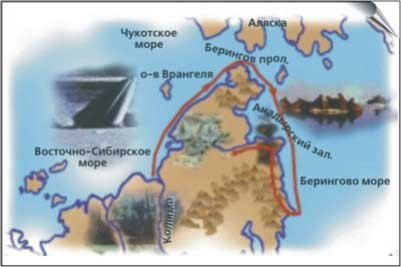 Аляска
Чукотское
море
Берингов прол.
о-в Врангеля
Анадырский зал.
Восточно-Сибирское
море
Берингово море
Колыма